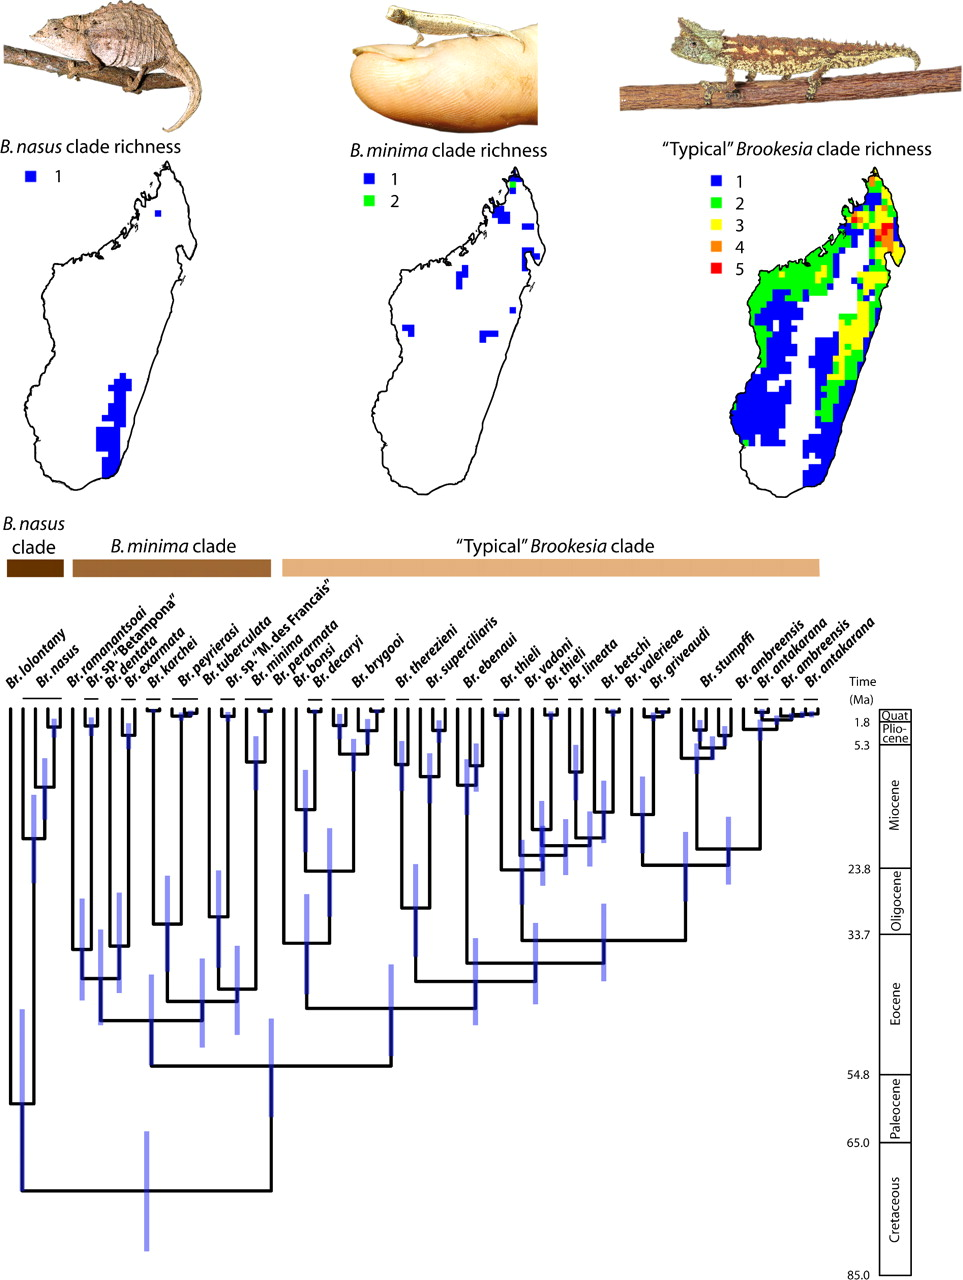 B. nasus clade richness
1
B. minima clade richness
1
2
“Typical” Brookesia clade richness
1
2
3
4
5
B. nasus
clade
B. minima clade
“Typical” Brookesia clade
Br. lolontany
Br. nasus
Br. ramanantsoai
Br. sp.“Betampona”
Br. dentata
Br. exarmata
Br. karchei
Br. peyrierasi
Br. tuberculata
Br. sp.“M. des Francais”
Br. minima
Br. perarmata
Br. bonsi
Br. decaryi
Br. brygooi
Br. therezieni
Br. superciliaris
Br. ebenaui
Br. thieli
Br. vadoni
Br. thieli
Br. lineata
Br. betschi
Br. valerieae
Br. griveaudi
Br. stumpffi
Br. ambreensis
Br. antakarana
Br. ambreensis
Br. antakarana
Time
(Ma)
Quat
1.8
Plio-
cene
5.3
Miocene
23.8
Oligocene
33.7
Eocene
54.8
Paleocene
65.0
Cretaceous
85.0